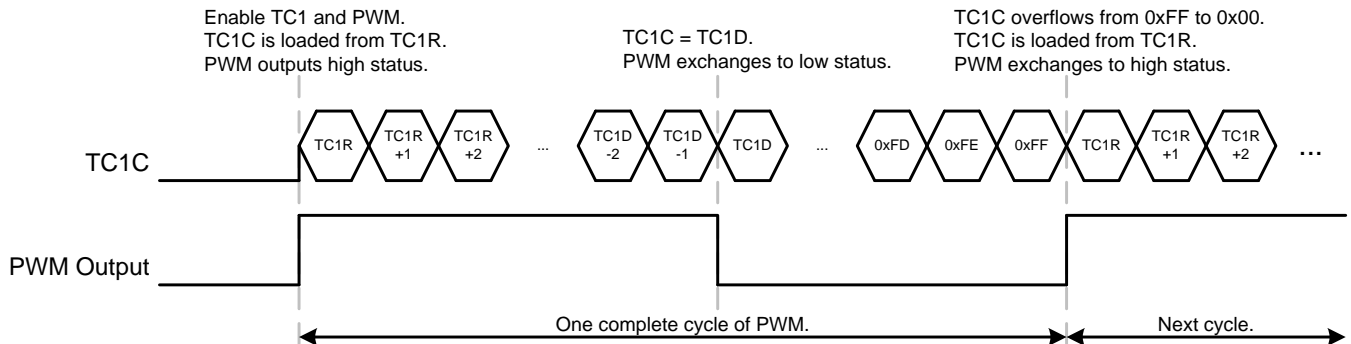 Enable TC1 and PWM.
TC1C is loaded from TC1R.
PWM outputs high status.
TC1C = TC1D.
PWM exchanges to low status.
TC1C overflows from 0xFF to 0x00.
TC1C is loaded from TC1R.
PWM exchanges to high status.
TC1C
TC1R
TC1R
+1
TC1R
+2
...
TC1D
-2
TC1D
-1
TC1D
...
0xFD
0xFE
0xFF
TC1R
TC1R
+1
TC1R
+2
...
PWM Output
One complete cycle of PWM.
Next cycle.